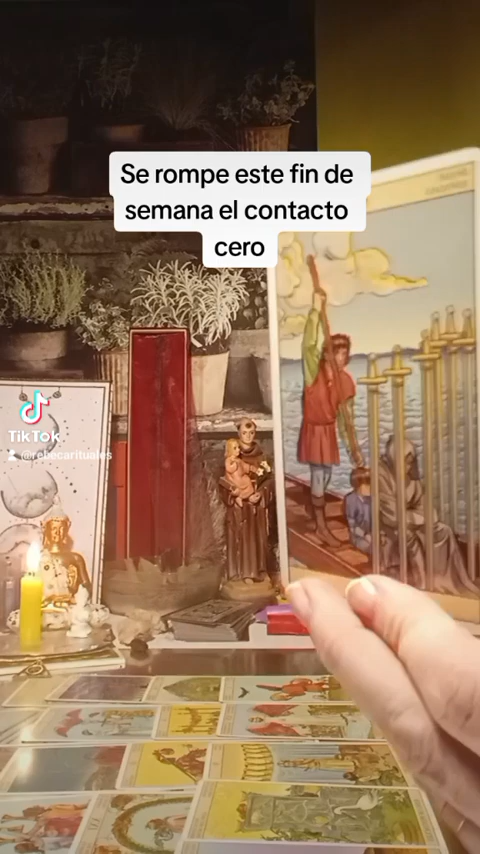 Se rompe este fin de
semana el contacto
cero
TikTok
@rebecarituales